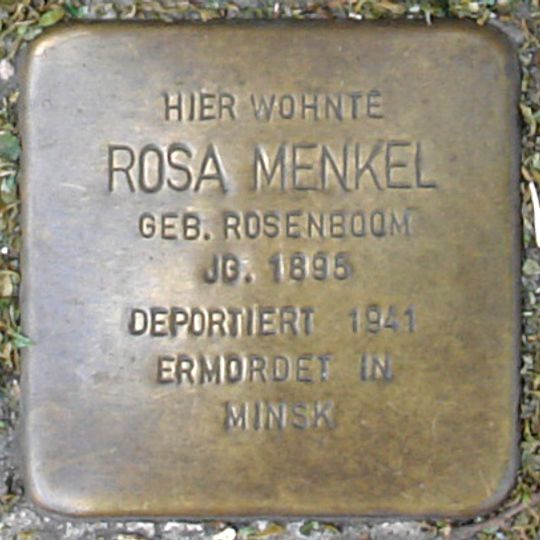 HIER WOHNTE
ROSA MENKEL
GEB. ROSENBOOM
JG. 1895
DEPORTIERT 1941
ERMORDET IN
MINSK